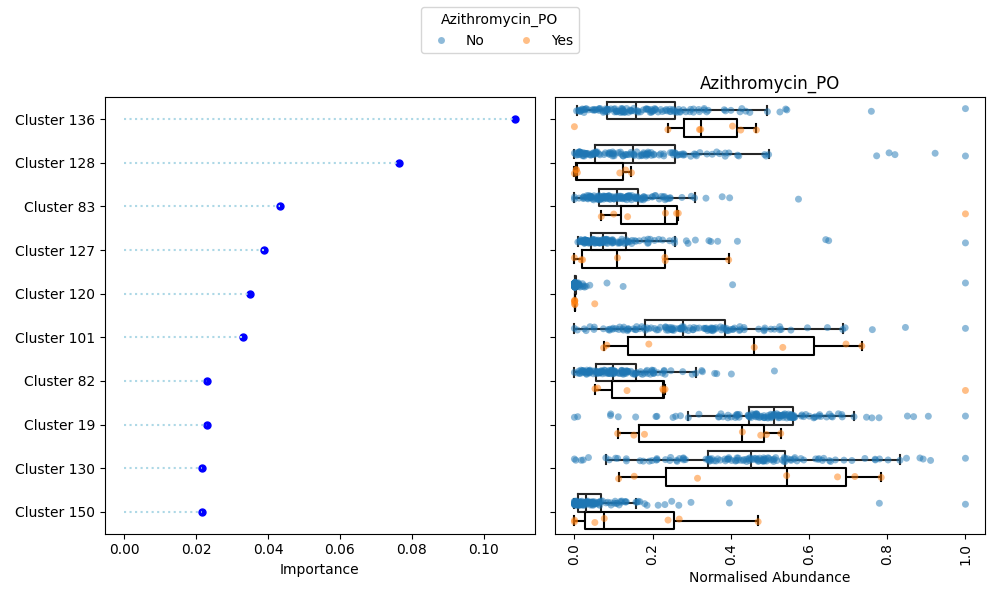 Azithromycin_PO
No Yes
Azithromycin_PO
Cluster 136
Cluster 128
Cluster 83
Cluster 127
Cluster 120
Cluster 101
Cluster 82
Cluster 19
Cluster 130
Cluster 150
0.00 0.02 0.04 0.06 0.08 0.10
Importance
0.0 0.2 0.4 0.6 0.8 1.0
Normalised Abundance